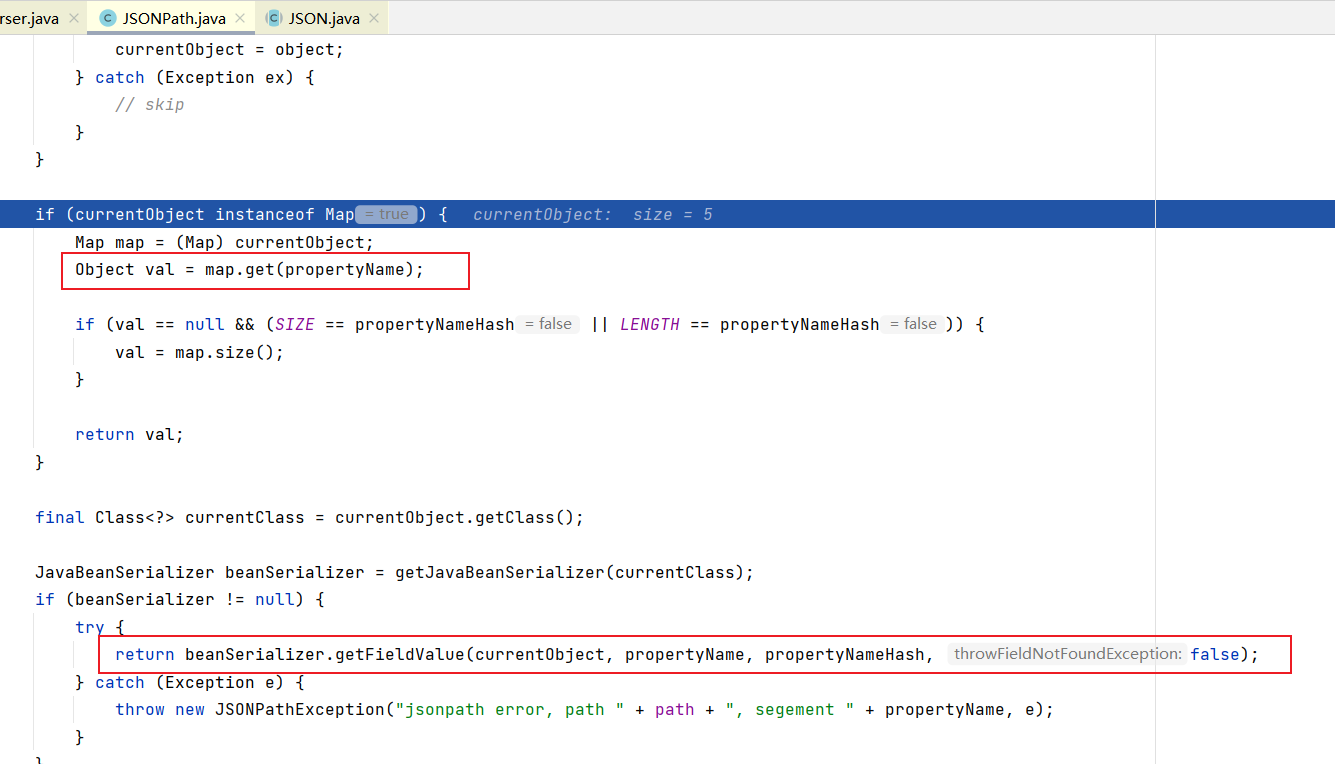 rser.java × JSONPath.java × JSON.java ×
currentObject = object;
} catch (Exception ex) {
// skip
}
}
if (currentObject instanceof Map = true ) { currentObject: size = 5
Map map = (Map) currentObject;
Object val = map.get(propertyName);
if (val == null && (SIZE == propertyNameHash = false || LENGTH == propertyNameHash = false )) {
val = map.size();
}
return val;
}
final Class<?> currentClass = currentObject.getClass();
JavaBeanSerializer beanSerializer = getJavaBeanSerializer(currentClass);
if (beanSerializer != null) {
try {
return beanSerializer.getFieldValue(currentObject, propertyName, propertyNameHash, throwFieldNotFoundException: false);
} catch (Exception e) {
throw new JSONPathException("jsonpath error, path " + path + ", segement " + propertyName, e);
}
}